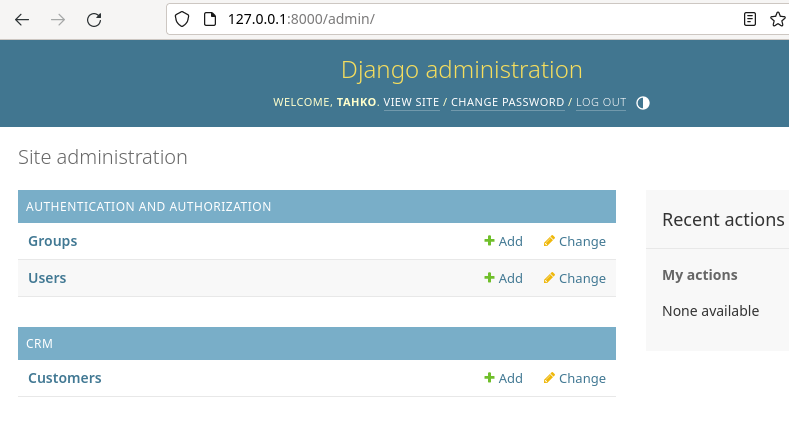 127.0.0.1:8000/admin/
Django administration
WELCOME, TAHKO. VIEW SITE / CHANGE PASSWORD / LOG OUT
Site administration
AUTHENTICATION AND AUTHORIZATION
Groups Add Change
Users Add Change
CRM
Customers Add Change
Recent actions
My actions
None available